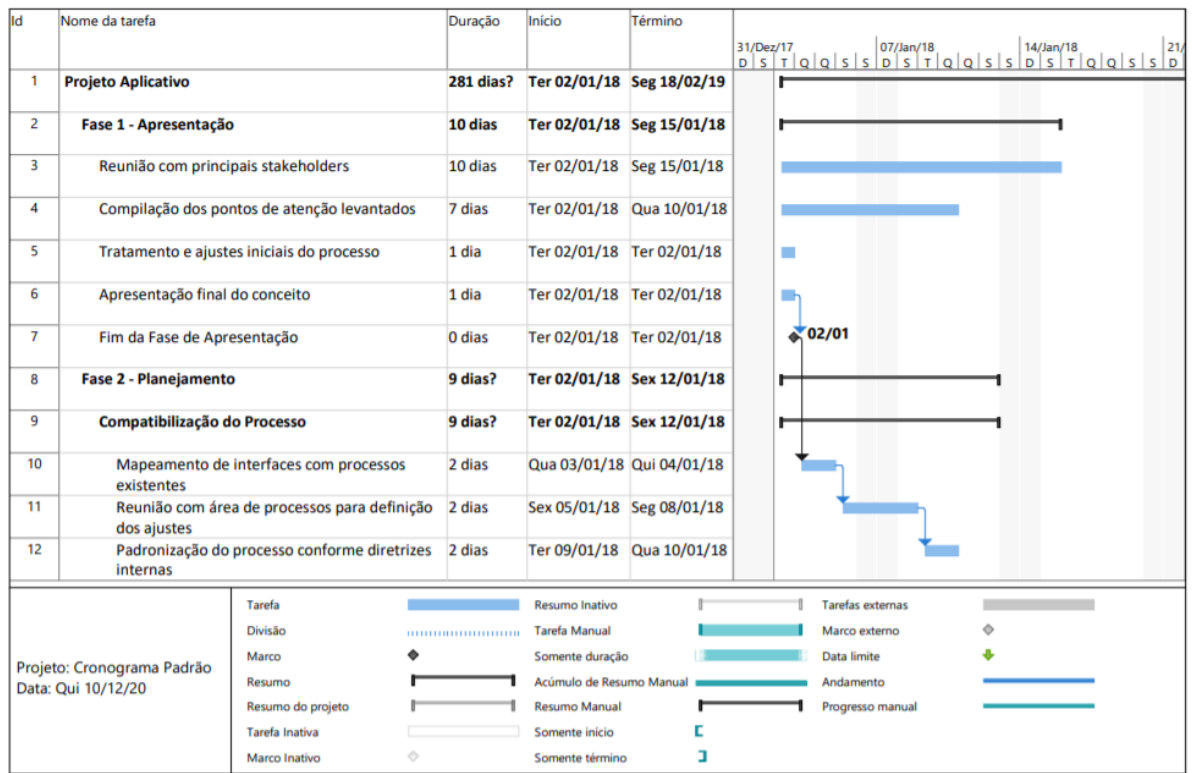 Id Nome da tarefa Duração Início Término
31/Dez/17 07/Jan/18 14/Jan/18 21/
D S T Q Q S S D S T Q Q S S D S T Q Q S S D
1 Projeto Aplicativo 281 dias? Ter 02/01/18 Seg 18/02/19
2 Fase 1 - Apresentação 10 dias Ter 02/01/18 Seg 15/01/18
3 Reunião com principais stakeholders 10 dias Ter 02/01/18 Seg 15/01/18
4 Compilação dos pontos de atenção levantados 7 dias Ter 02/01/18 Qua 10/01/18
5 Tratamento e ajustes iniciais do processo 1 dia Ter 02/01/18 Ter 02/01/18
6 Apresentação final do conceito 1 dia Ter 02/01/18 Ter 02/01/18
7 Fim da Fase de Apresentação 0 dias Ter 02/01/18 Ter 02/01/18 02/01
8 Fase 2 - Planejamento 9 dias? Ter 02/01/18 Sex 12/01/18
9 Compatibilização do Processo 9 dias? Ter 02/01/18 Sex 12/01/18
10 Mapeamento de interfaces com processos 2 dias Qua 03/01/18 Qui 04/01/18
existentes
11 Reunião com área de processos para definição 2 dias Sex 05/01/18 Seg 08/01/18
dos ajustes
12 Padronização do processo conforme diretrizes 2 dias Ter 09/01/18 Qua 10/01/18
internas
Projeto: Cronograma Padrão
Data: Qui 10/12/20
Tarefa Resumo Inativo Tarefas externas
Divisão Tarefa Manual Marco externo
Marco Somente duração Data limite
Resumo Acúmulo de Resumo Manual Andamento
Resumo do projeto Resumo Manual Progresso manual
Tarefa Inativa Somente início
Marco Inativo Somente término